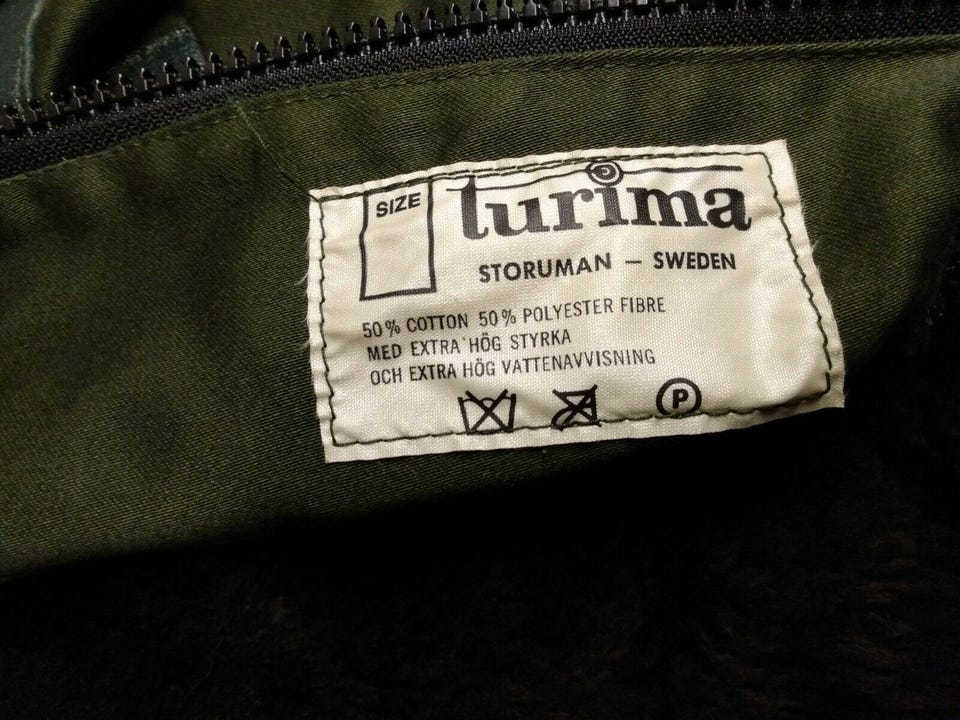 SIZE
turima
STORUMAN – SWEDEN
50% COTTON 50% POLYESTER FIBRE
MED EXTRA HÖG STYRKA
OCH EXTRA HÖG VATTENAVVISNING
P